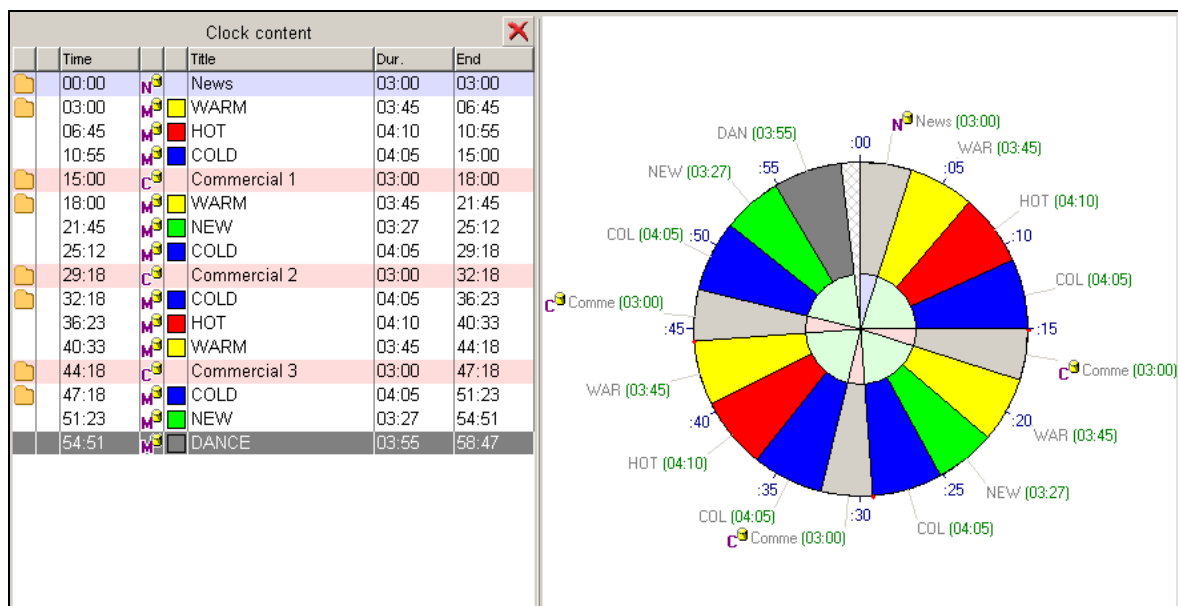 Clock content
Time Title Dur. End
00:00 N News 03:00 03:00
03:00 M WARM 03:45 06:45
06:45 M HOT 04:10 10:55
10:55 M COLD 04:05 15:00
15:00 C Commercial 1 03:00 18:00
18:00 M WARM 03:45 21:45
21:45 M NEW 03:27 25:12
25:12 M COLD 04:05 29:18
29:18 C Commercial 2 03:00 32:18
32:18 M COLD 04:05 36:23
36:23 M HOT 04:10 40:33
40:33 M WARM 03:45 44:18
44:18 C Commercial 3 03:00 47:18
47:18 M COLD 04:05 51:23
51:23 M NEW 03:27 54:51
54:51 M DANCE 03:55 58:47
N News (03:00)
DAN (03:55)
:00
WAR (03:45)
NEW (03:27)
:55
:05
HOT (04:10)
COL (04:05)
:50
:10
COL (04:05)
C Comme (03:00)
:45
:15
C Comme (03:00)
WAR (03:45)
:40
:20
WAR (03:45)
HOT (04:10)
:35
:25
NEW (03:27)
COL (04:05)
:30
COL (04:05)
C Comme (03:00)